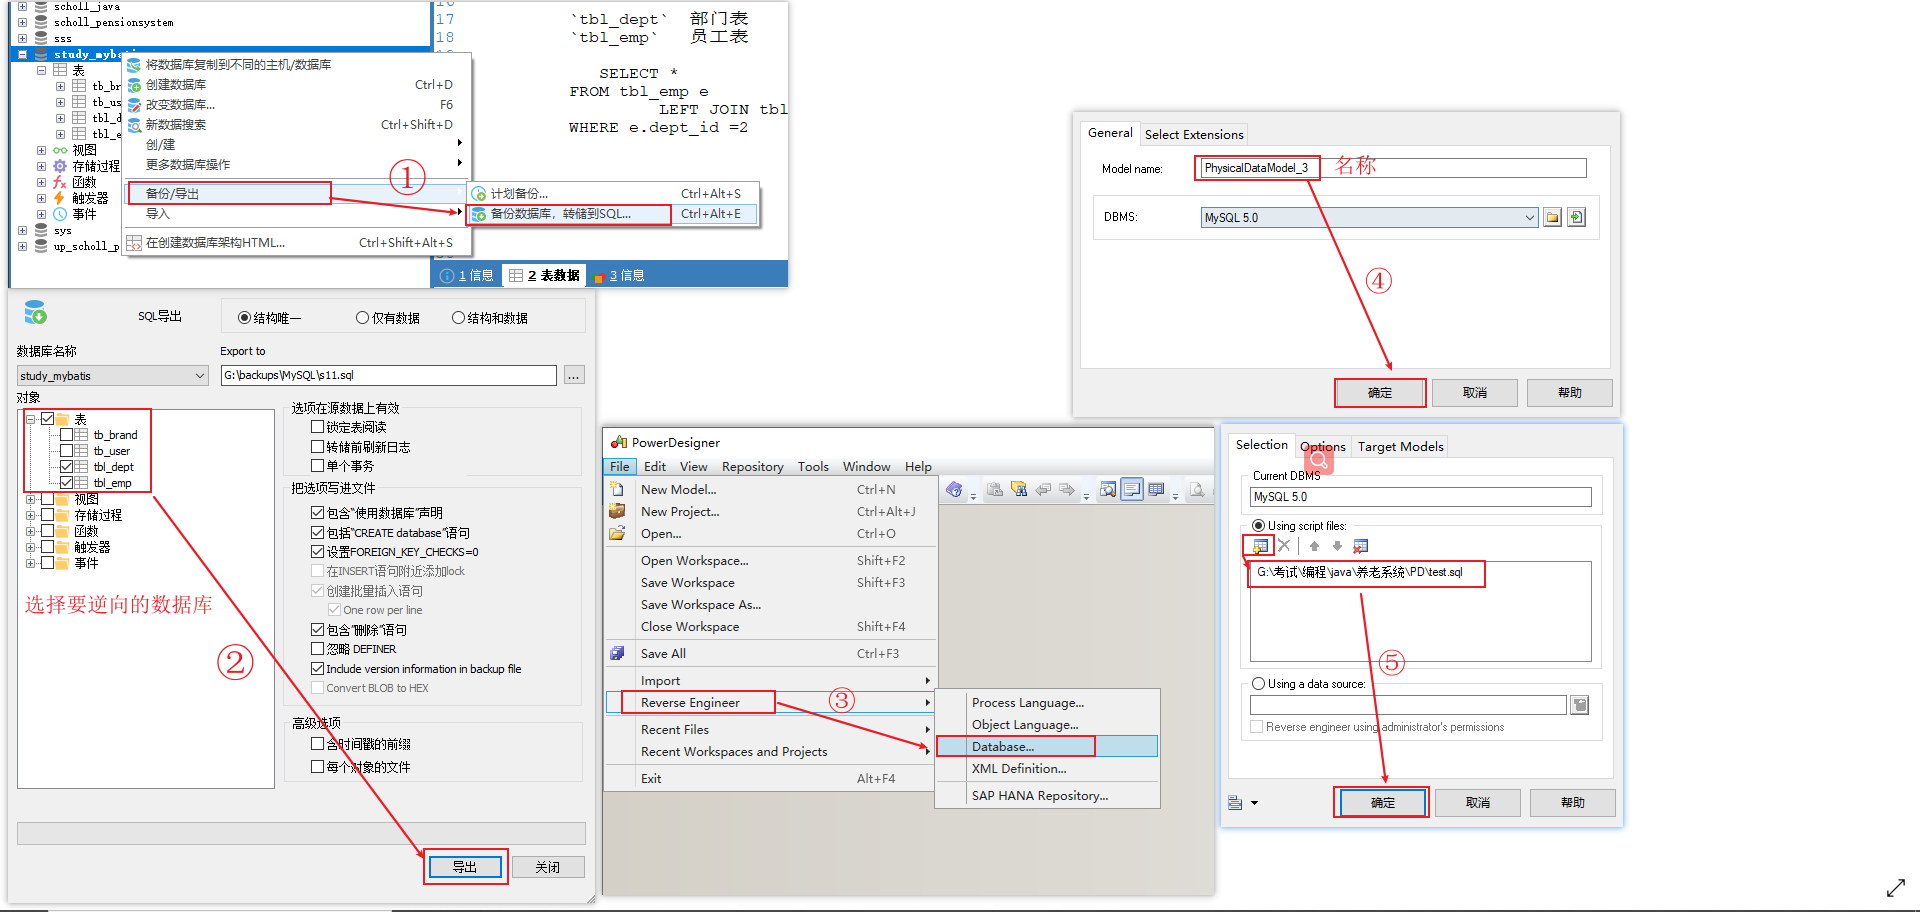 scholl_java
scholl_pensionsystem
sss
study_mybati
表
tb_br
tb_us
tbl_d
tbl_e
视图
存储过程
函数
触发器
事件
sys
up_scholl_p
将数据库复制到不同的主机/数据库
创建数据库 Ctrl+D
改变数据库... F6
新数据搜索 Ctrl+Shift+D
创/建
更多数据库操作
备份/导出
导入
在创建数据库架构HTML... Ctrl+Shift+Alt+S
①
计划备份... Ctrl+Alt+S
备份数据库，转储到SQL... Ctrl+Alt+E
16
17 `tbl_dept` 部门表
18 `tbl_emp` 员工表
SELECT *
FROM tbl_emp e
LEFT JOIN tbl
WHERE e.dept_id =2
1 信息
2 表数据
3 信息
SQL导出
结构唯一
仅有数据
结构和数据
数据库名称
Export to
study_mybatis
G:\backups\MySQL\s11.sql
...
对象
表
tb_brand
tb_user
tbl_dept
tbl_emp
视图
存储过程
函数
触发器
事件
选择要逆向的数据库
②
选项在源数据上有效
锁定表阅读
转储前刷新日志
单个事务
把选项写进文件
包含“使用数据库”声明
包括“CREATE database”语句
设置FOREIGN_KEY_CHECKS=0
在INSERT语句附近添加lock
创建批量插入语句
One row per line
包含“删除”语句
忽略 DEFINER
Include version information in backup file
Convert BLOB to HEX
高级选项
含时间戳的前缀
每个对象的文件
导出
关闭
PowerDesigner
File Edit View Repository Tools Window Help
New Model... Ctrl+N
New Project... Ctrl+Alt+J
Open... Ctrl+O
Open Workspace... Shift+F2
Save Workspace Shift+F3
Save Workspace As...
Close Workspace Shift+F4
Save All Ctrl+F3
Import
Reverse Engineer
Recent Files
Recent Workspaces and Projects
Exit Alt+F4
③
Process Language...
Object Language...
Database...
XML Definition...
SAP HANA Repository...
General
Select Extensions
Model name: PhysicalDataModel_3
名称
DBMS: MySQL 5.0
④
确定
取消
帮助
Selection
Options
Target Models
Current DBMS
MySQL 5.0
Using script files:
G:\考试\编程\java\养老系统\PD\test.sql
⑤
Using a data source:
Reverse engineer using administrator's permissions
确定
取消
帮助